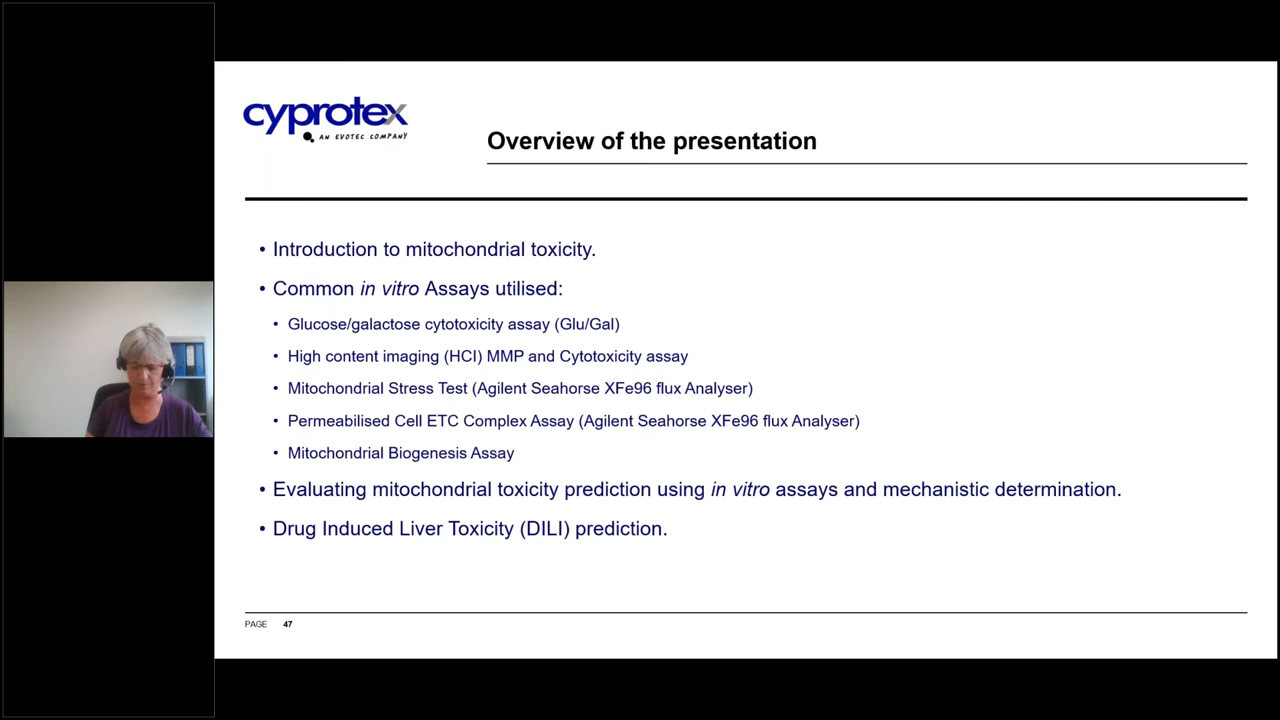 cyprotex
AN EVOTEC COMPANY
Overview of the presentation
• Introduction to mitochondrial toxicity.
• Common in vitro Assays utilised:
• Glucose/galactose cytotoxicity assay (Glu/Gal)
• High content imaging (HCI) MMP and Cytotoxicity assay
• Mitochondrial Stress Test (Agilent Seahorse XFe96 flux Analyser)
• Permeabilised Cell ETC Complex Assay (Agilent Seahorse XFe96 flux Analyser)
• Mitochondrial Biogenesis Assay
• Evaluating mitochondrial toxicity prediction using in vitro assays and mechanistic determination.
• Drug Induced Liver Toxicity (DILI) prediction.
PAGE 47